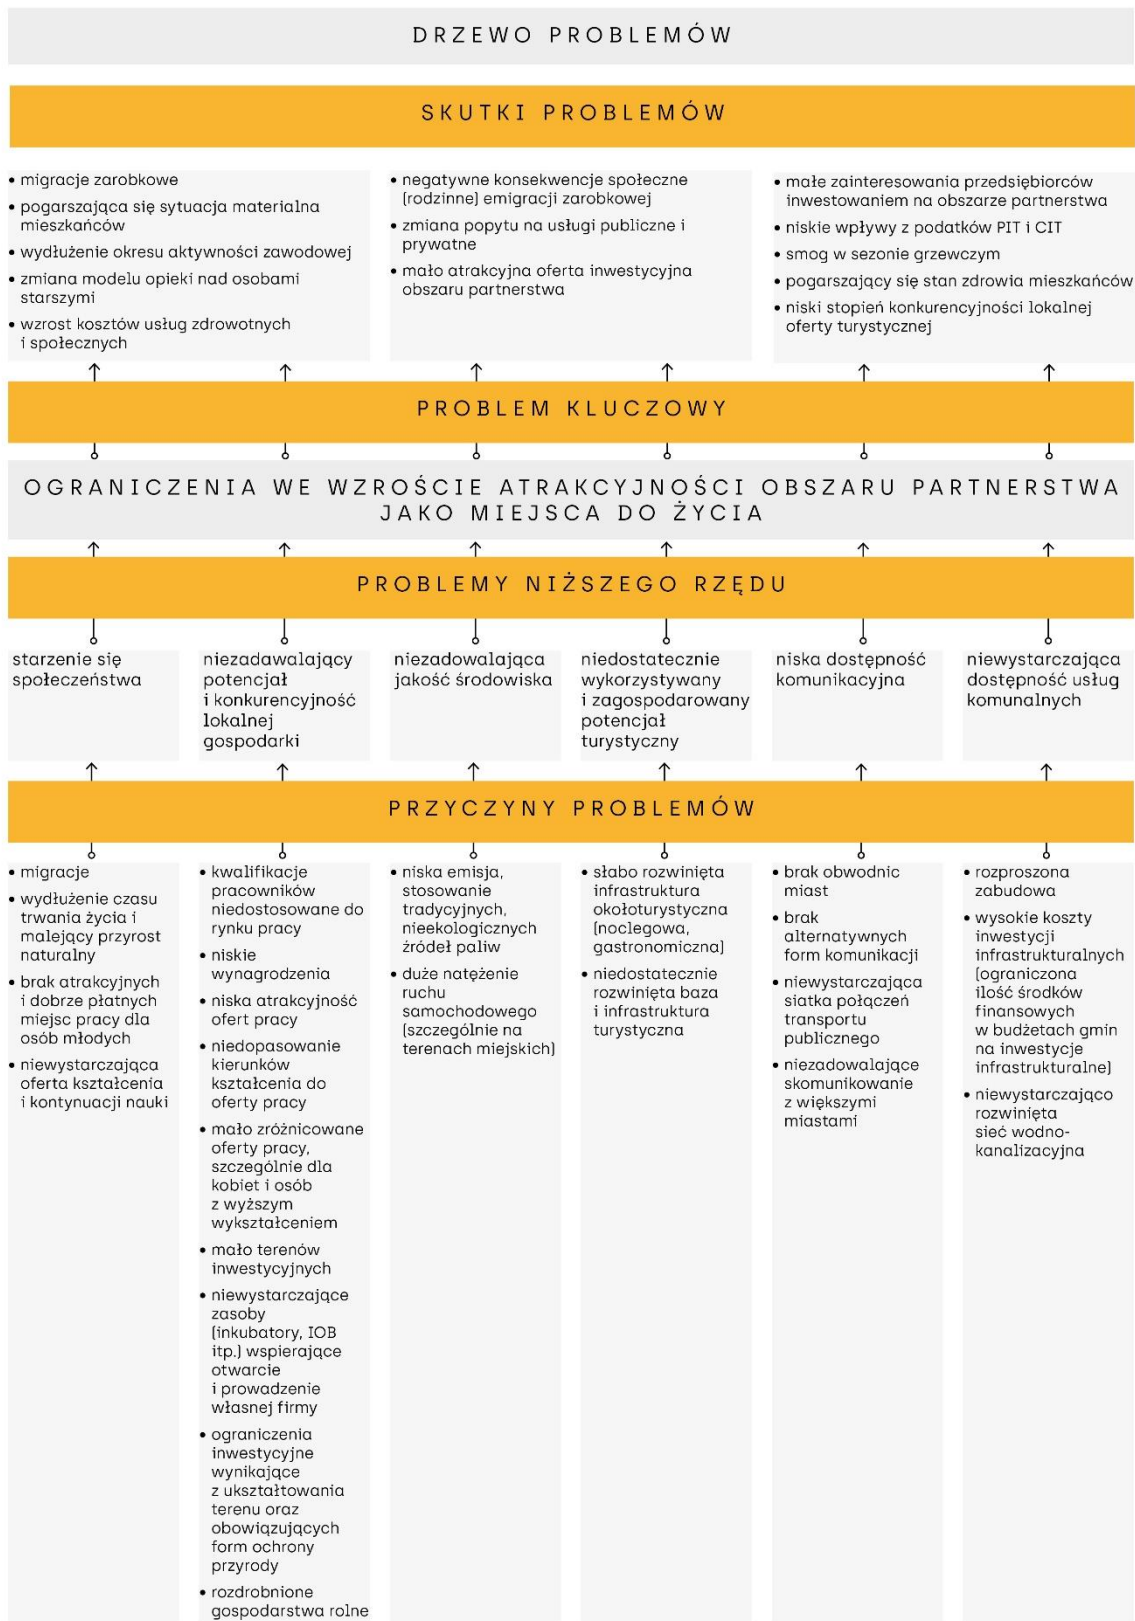 DRZEWO PROBLEMÓW
SKUTKI PROBLEMÓW
• migracje zarobkowe
• pogarszająca się sytuacja materialna
mieszkańców
• wydłużenie okresu aktywności zawodowej
• zmiana modelu opieki nad osobami
starszymi
• wzrost kosztów usług zdrowotnych
i społecznych
• negatywne konsekwencje społeczne
(rodzinne) emigracji zarobkowej
• zmiana popytu na usługi publiczne i
prywatne
• mało atrakcyjna oferta inwestycyjna
obszaru partnerstwa
• małe zainteresowania przedsiębiorców
inwestowaniem na obszarze partnerstwa
• niskie wpływy z podatków PIT i CIT
• smog w sezonie grzewczym
• pogarszający się stan zdrowia mieszkańców
• niski stopień konkurencyjności lokalnej
oferty turystycznej
PROBLEM KLUCZOWY
OGRANICZENIA WE WZROŚCIE ATRAKCYJNOŚCI OBSZARU PARTNERSTWA
JAKO MIEJSCA DO ŻYCIA
PROBLEMY NIŻSZEGO RZĘDU
starzenie się
społeczeństwa
niezadawalający
potencjał
i konkurencyjność
lokalnej
gospodarki
niezadowalająca
jakość środowiska
niedostatecznie
wykorzystywany
i zagospodarowany
potencjał
turystyczny
niska dostępność
komunikacyjna
niewystarczająca
dostępność usług
komunalnych
PRZYCZYNY PROBLEMÓW
• migracje
• wydłużenie czasu
trwania życia i
malejący przyrost
naturalny
• brak atrakcyjnych
i dobrze płatnych
miejsc pracy dla
osób młodych
• niewystarczająca
oferta kształcenia
i kontynuacji nauki
• kwalifikacje
pracowników
niedostosowane do
rynku pracy
• niskie
wynagrodzenia
• niska atrakcyjność
ofert pracy
• niedopasowanie
kierunków
kształcenia do
oferty pracy
• mało zróżnicowane
oferty pracy,
szczególnie dla
kobiet i osób
z wyższym
wykształceniem
• mało terenów
inwestycyjnych
• niewystarczające
zasoby
(inkubatory, IOB
itp.) wspierające
otwarcie
i prowadzenie
własnej firmy
• ograniczenia
inwestycyjne
wynikające
z ukształtowania
terenu oraz
obowiązujących
form ochrony
przyrody
• rozdrobnione
gospodarstwa rolne
• niska emisja,
stosowanie
tradycyjnych,
nieekologicznych
źródeł paliw
• duże natężenie
ruchu
samochodowego
(szczególnie na
terenach miejskich)
• słabo rozwinięta
infrastruktura
okołoturystyczna
(noclegowa,
gastronomiczna)
• niedostatecznie
rozwinięta baza
i infrastruktura
turystyczna
• brak obwodnic
miast
• brak
alternatywnych
form komunikacji
• niewystarczająca
siatka połączeń
transportu
publicznego
• niezadowalające
skomunikowanie
z większymi
miastami
• rozproszona
zabudowa
• wysokie koszty
inwestycji
infrastrukturalnych
(ograniczona
ilość środków
finansowych
w budżetach gmin
na inwestycje
infrastrukturalne)
• niewystarczająco
rozwinięta
sieć wodno-
kanalizacyjna